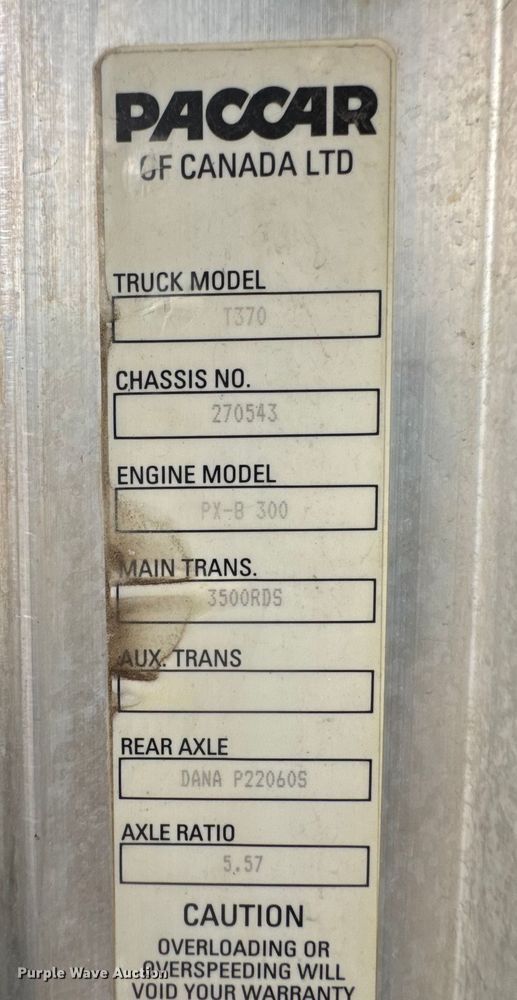 PACCAR
OF CANADA LTD
TRUCK MODEL
T370
CHASSIS NO.
270543
ENGINE MODEL
PX-8 300
MAIN TRANS.
3500RDS
AUX. TRANS
REAR AXLE
DANA P22060S
AXLE RATIO
5.57
CAUTION
OVERLOADING OR
OVERSPEEDING WILL
VOID YOUR WARRANTY
Purple Wave Auction